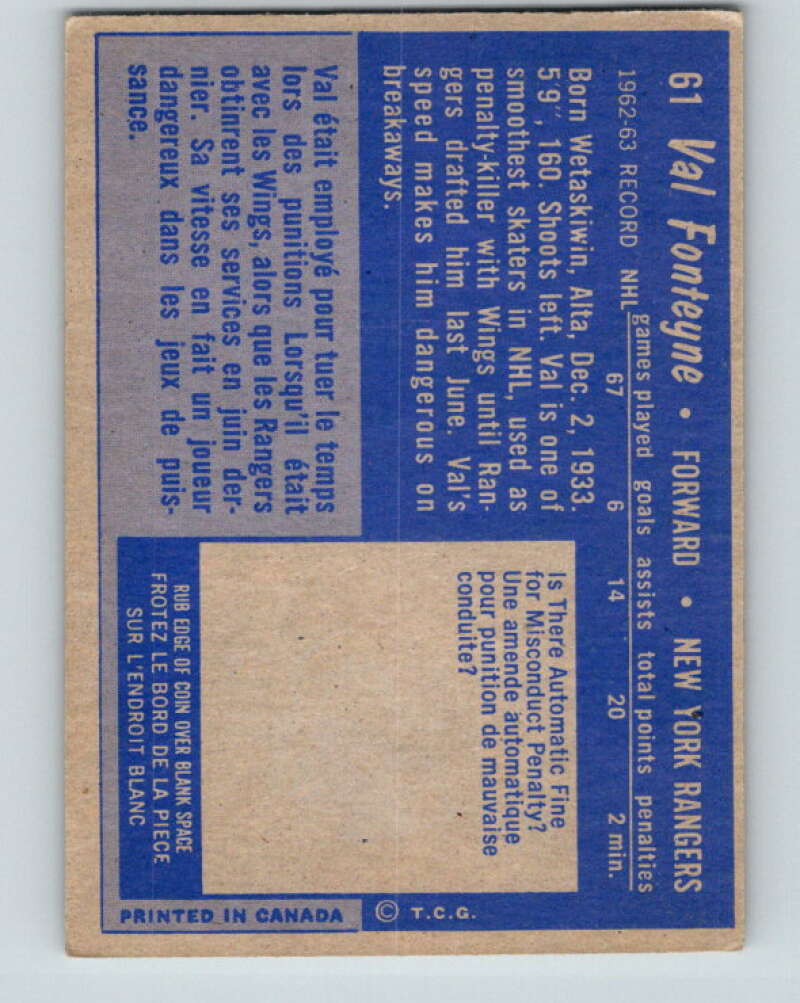 61 Val Fonteyne • FORWARD • NEW YORK RANGERS
games played goals assists total points penalties
1962-63 RECORD NHL 67 6 14 20 2 min.
Born Wetaskiwin, Alta, Dec. 2, 1933.
5'9", 160. Shoots left. Val is one of
smoothest skaters in NHL, used as
penalty-killer with Wings until Ran-
gers drafted him last June. Val's
speed makes him dangerous on
breakaways.
Val était employé pour tuer le temps
lors des punitions Lorsqu'il était
avec les Wings, alors que les Rangers
obtinrent ses services en juin der-
nier. Sa vitesse en fait un joueur
dangereux dans les jeux de puis-
sance.
Is There Automatic Fine
for Misconduct Penalty?
Une amende automatique
pour punition de mauvaise
conduite?
RUB EDGE OF COIN OVER BLANK SPACE
FROTEZ LE BORD DE LA PIECE
SUR L'ENDROIT BLANC
© T.C.G.
PRINTED IN CANADA